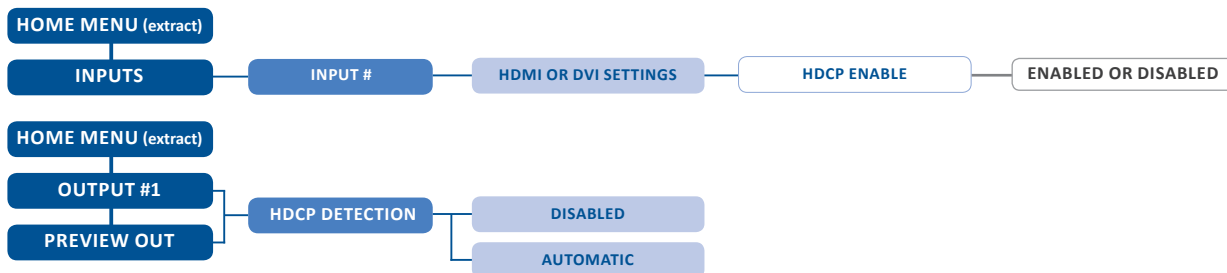 HOME MENU (extract)
INPUTS
INPUT #
HDMI OR DVI SETTINGS
HDCP ENABLE
ENABLED OR DISABLED
HOME MENU (extract)
OUTPUT #1
PREVIEW OUT
HDCP DETECTION
DISABLED
AUTOMATIC